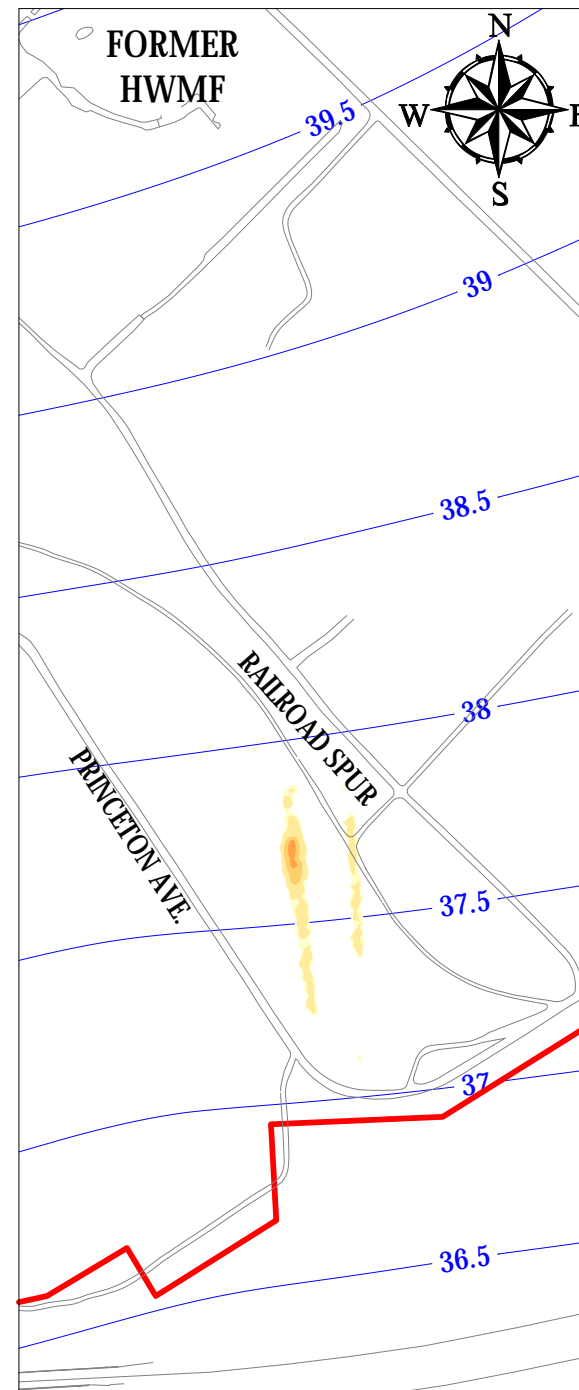 FORMER
HWMF
N
W
E
S
39.5
39
38.5
RAILROAD SPUR
38
PRINCETON AVE.
37.5
37
36.5